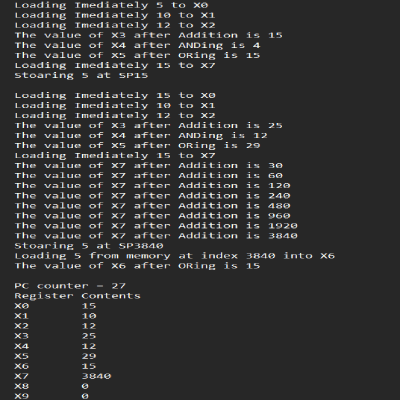 Loading Imediately 5 to X0
Loading Imediately 10 to X1
Loading Imediately 12 to X2
The value of X3 after Addition is 15
The value of X4 after ANDing is 4
The value of X5 after ORing is 15
Loading Imediately 15 to X7
Stoaring 5 at SP15
Loading Imediately 15 to X0
Loading Imediately 10 to X1
Loading Imediately 12 to X2
The value of X3 after Addition is 25
The value of X4 after ANDing is 12
The value of X5 after ORing is 29
Loading Imediately 15 to X7
The value of X7 after Addition is 30
The value of X7 after Addition is 60
The value of X7 after Addition is 120
The value of X7 after Addition is 240
The value of X7 after Addition is 480
The value of X7 after Addition is 960
The value of X7 after Addition is 1920
The value of X7 after Addition is 3840
Stoaring 5 at SP3840
Loading 5 from memory at index 3840 into X6
The value of X6 after ORing is 15
PC counter - 27
Register Contents
X0 15
X1 10
X2 12
X3 25
X4 12
X5 29
X6 15
X7 3840
X8 0
X9 0